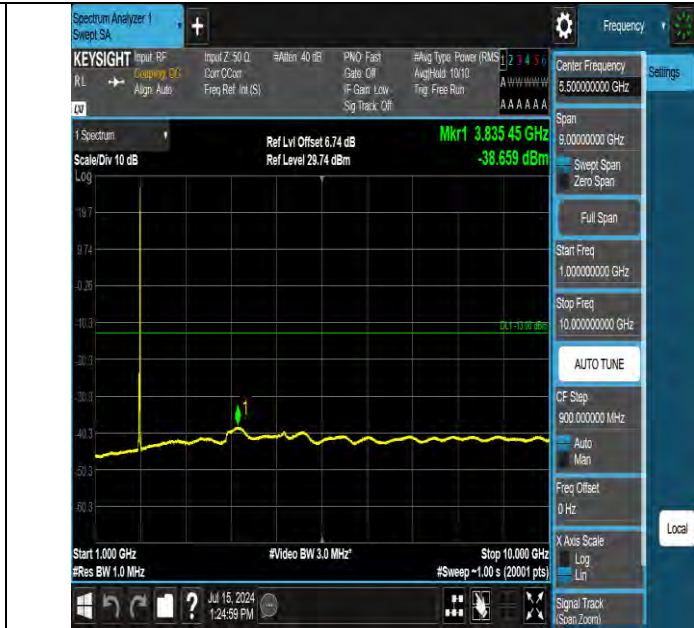 Spectrum Analyzer 1
Swept SA
+
Frequency
KEYSIGHT
RL
Input: RF
Coupling: DC
Align: Auto
Input Z: 50 Ω
Corr CCorr
Freq Ref: Int (S)
#Atten: 40 dB
PNO: Fast
Gate: Off
IF Gain: Low
Sig Track: Off
#Avg Type: Power (RMS
Avg|Hold: 10/10
Trig: Free Run
1 2 3 4 5 6
A W W W W W
A A A A A A
LXI
1 Spectrum
Scale/Div 10 dB
Ref Lvl Offset 6.74 dB
Ref Level 29.74 dBm
Mkr1 3.835 45 GHz
-38.659 dBm
Log
19.7
9.74
-0.26
-10.3
DL1 -13.00 dBm
-20.3
-30.3
1
-40.3
-50.3
-60.3
Start 1.000 GHz
#Video BW 3.0 MHz*
Stop 10.000 GHz
#Res BW 1.0 MHz
#Sweep ~1.00 s (20001 pts)
?
Jul 15, 2024
1:24:59 PM
Center Frequency
5.500000000 GHz
Settings
Span
9.00000000 GHz
Swept Span
Zero Span
Full Span
Start Freq
1.000000000 GHz
Stop Freq
10.000000000 GHz
AUTO TUNE
CF Step
900.000000 MHz
Auto
Man
Freq Offset
0 Hz
Local
X Axis Scale
Log
Lin
Signal Track
(Span Zoom)